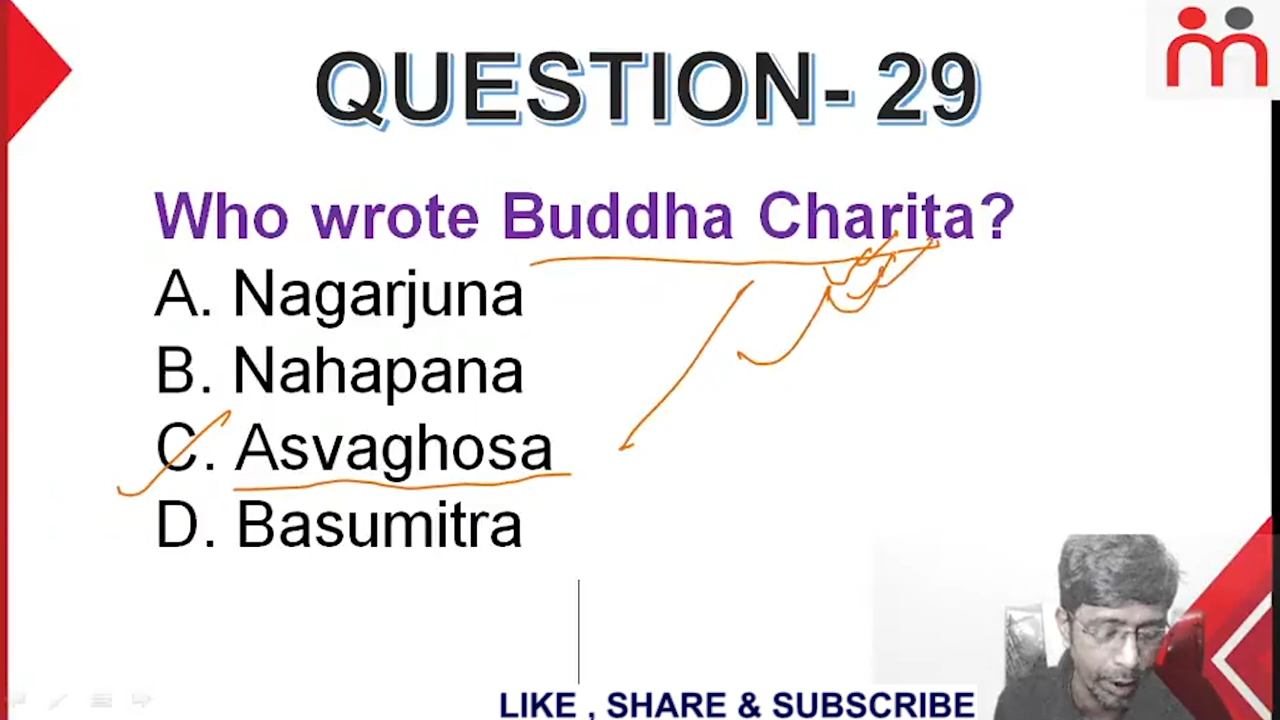 QUESTION- 29
Who wrote Buddha Charita?
A. Nagarjuna
B. Nahapana
C. Asvaghosa
D. Basumitra
LIKE , SHARE & SUBSCRIBE